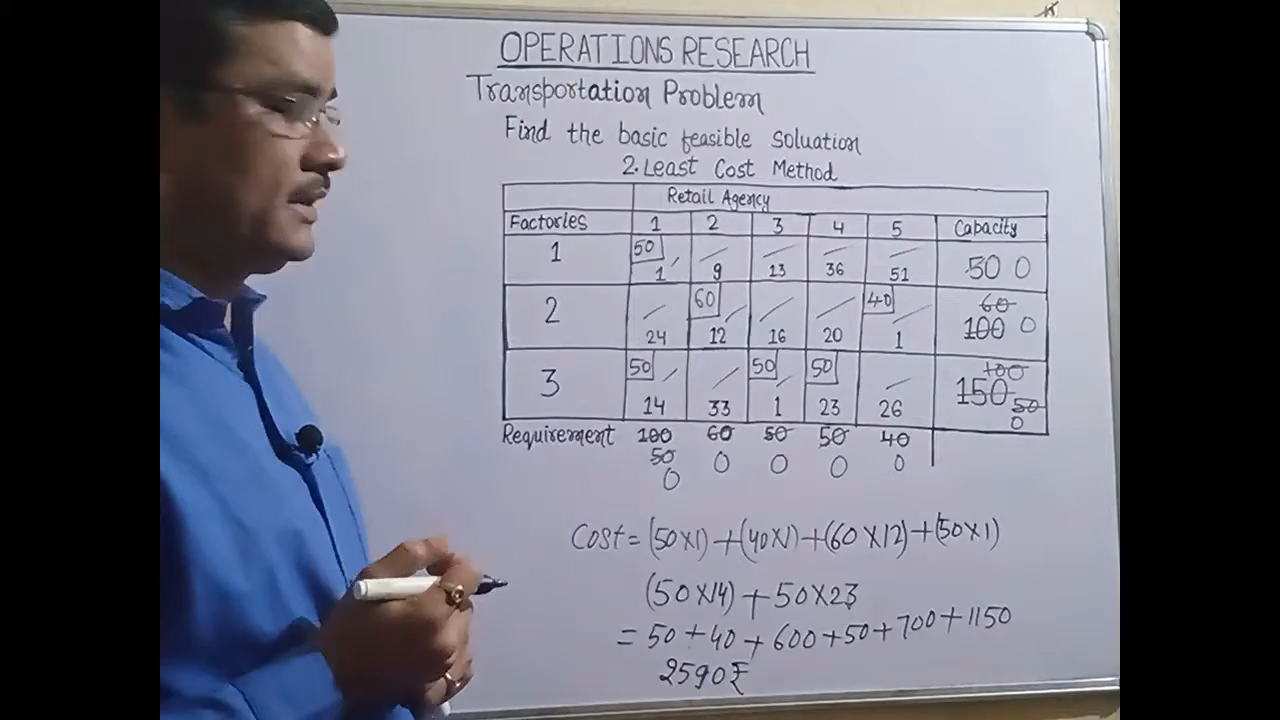 OPERATIONS RESEARCH
Transportation Problem
Find the basic feasible Soluation
2. Least Cost Method
Retail Agency
Factories 1 2 3 4 5 Capacity
1 50 1 9 13 36 51 50 0
2 24 60 12 16 20 40 1 60 100 0
3 50 14 33 50 1 50 23 26 100 150 50 0
Requirement 100 60 50 50 40
50 0 0 0 0
0
Cost = (50×1) + (40×1) + (60×12) + (50×1)
(50×14) + 50×23
= 50 + 40 + 600 + 50 + 700 + 1150
2590₹